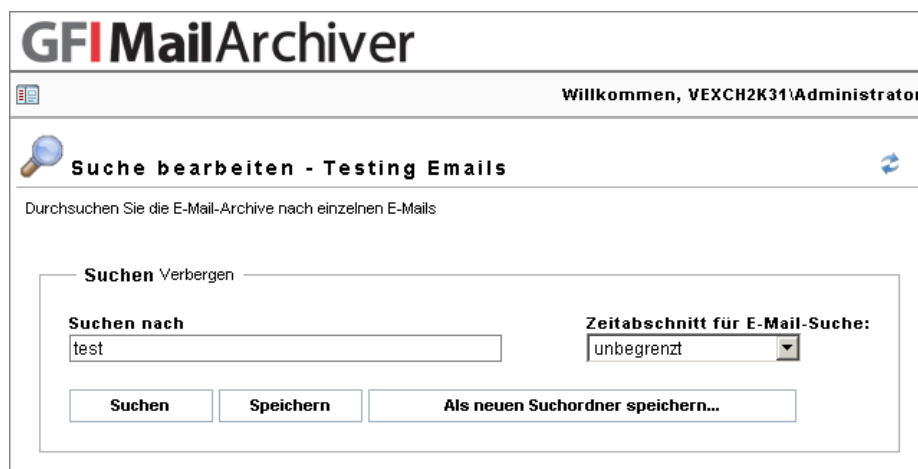 GFI MailArchiver
Willkommen, VEXCH2K31\Administrator
Suche bearbeiten - Testing Emails
Durchsuchen Sie die E-Mail-Archive nach einzelnen E-Mails
Suchen Verbergen
Suchen nach
Zeitabschnitt für E-Mail-Suche:
test
unbegrenzt
Suchen
Speichern
Als neuen Suchordner speichern...